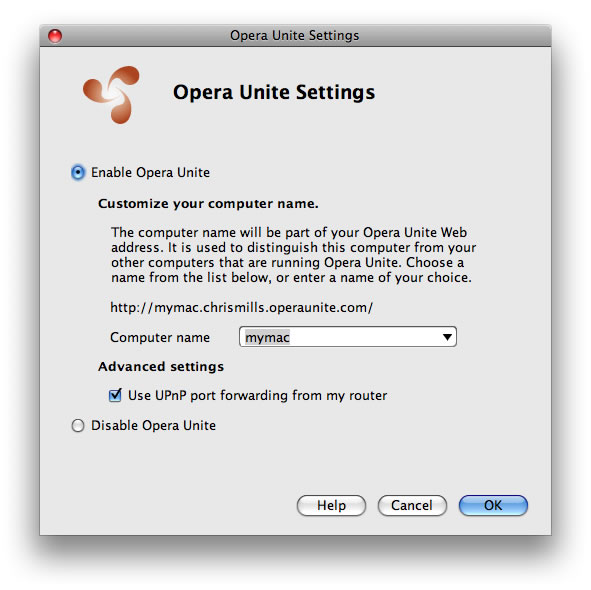 Opera Unite Settings
Opera Unite Settings
Enable Opera Unite
Customize your computer name.
The computer name will be part of your Opera Unite Web
address. It is used to distinguish this computer from your
other computers that are running Opera Unite. Choose a
name from the list below, or enter a name of your choice.
http://mymac.chrismills.operaunite.com/
Computer name mymac
Advanced settings
Use UPnP port forwarding from my router
Disable Opera Unite
Help Cancel OK